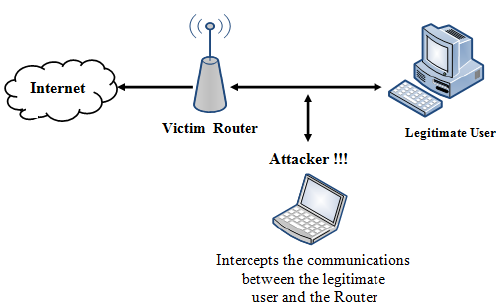 Internet
Victim Router
Legitimate User
Attacker !!!
Intercepts the communications
between the legitimate
user and the Router